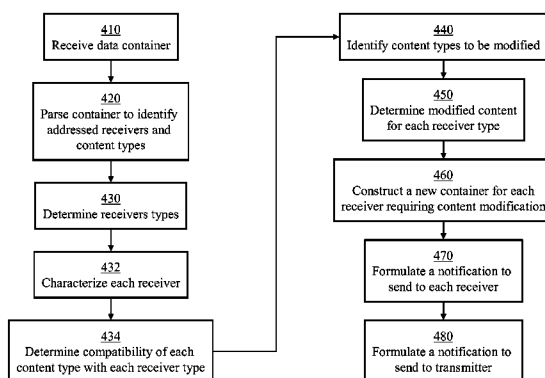 410
Receive data container
420
Parse container to identify
addressed receivers and
content types
430
Determine receivers types
432
Characterize each receiver
434
Determine compatibility of each
content type with each receiver type
440
Identify content types to be modified
450
Determine modified content
for each receiver type
460
Construct a new container for each
receiver requiring content modification
470
Formulate a notification to
send to each receiver
480
Formulate a notification to
send to transmitter